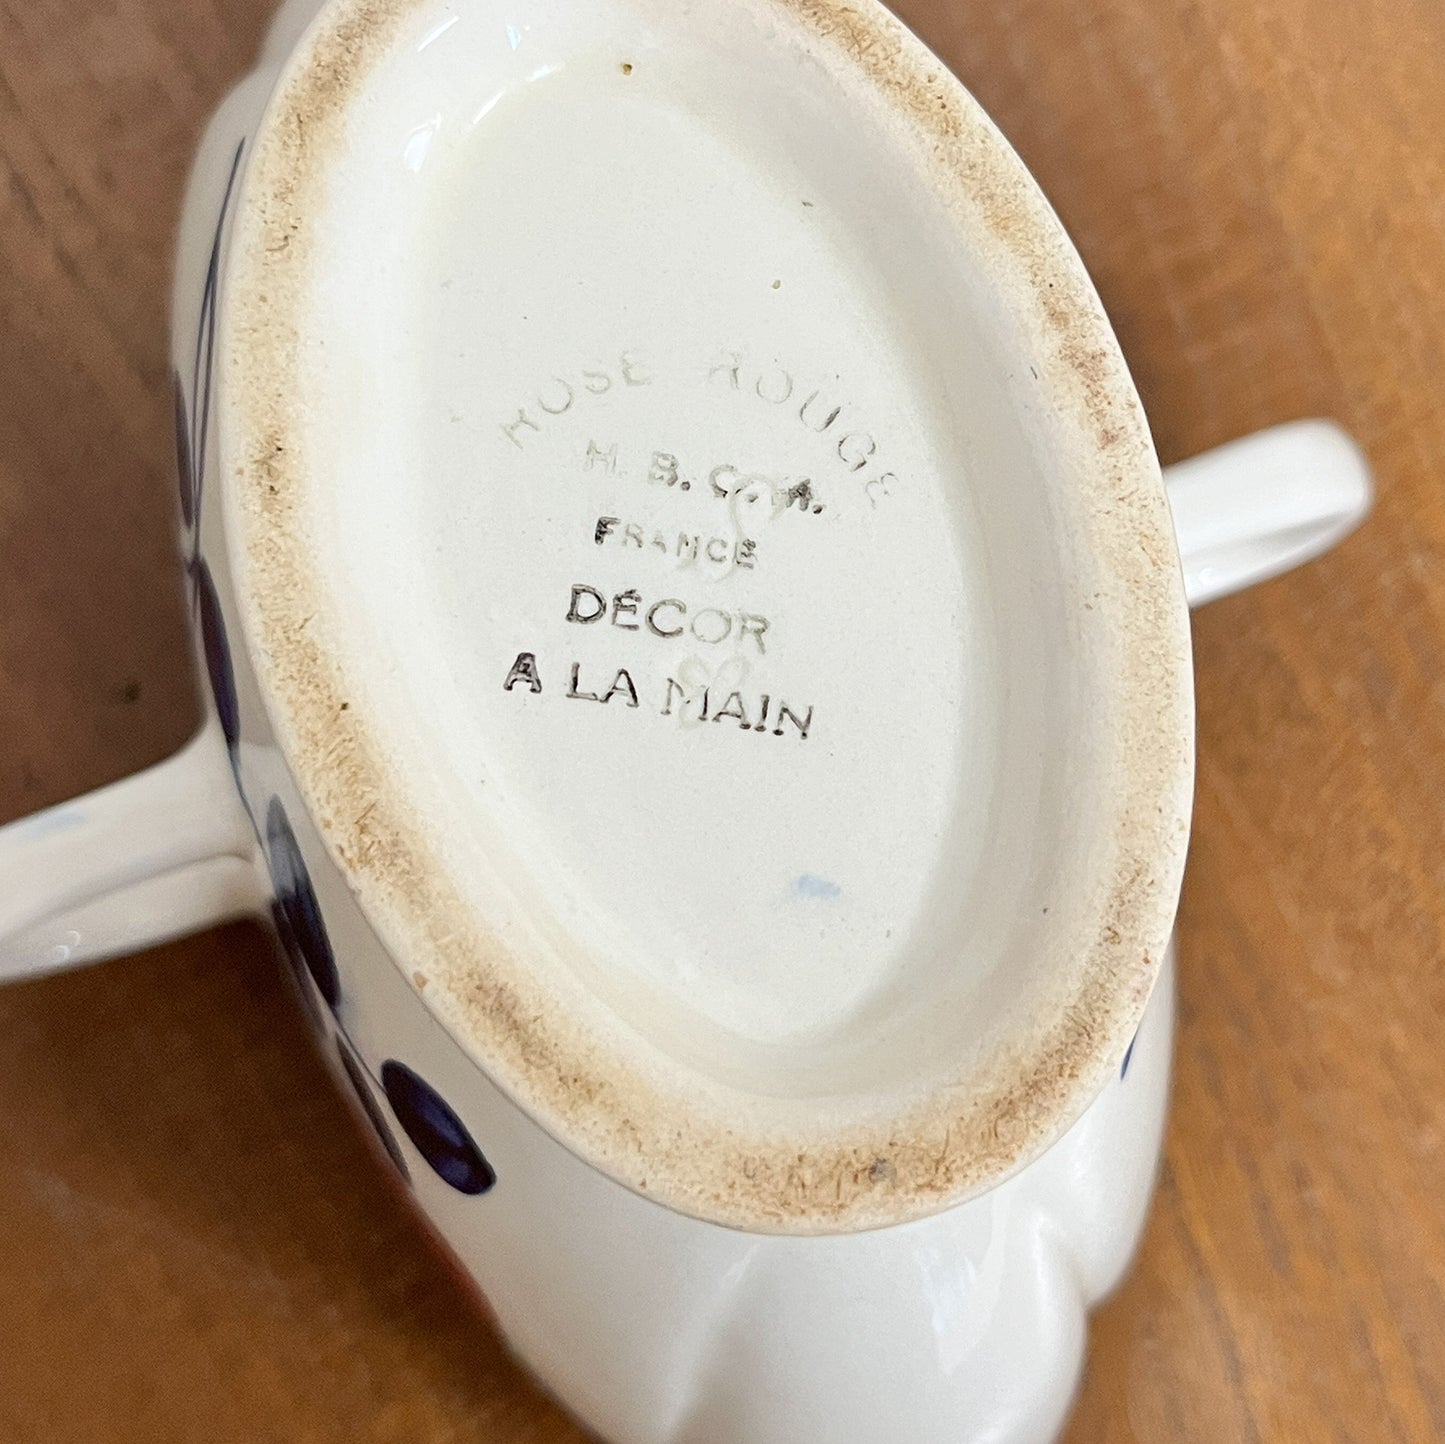 ROSE ROUGE
H. B. C. A.
FRANCE
DÉCOR
A LA MAIN